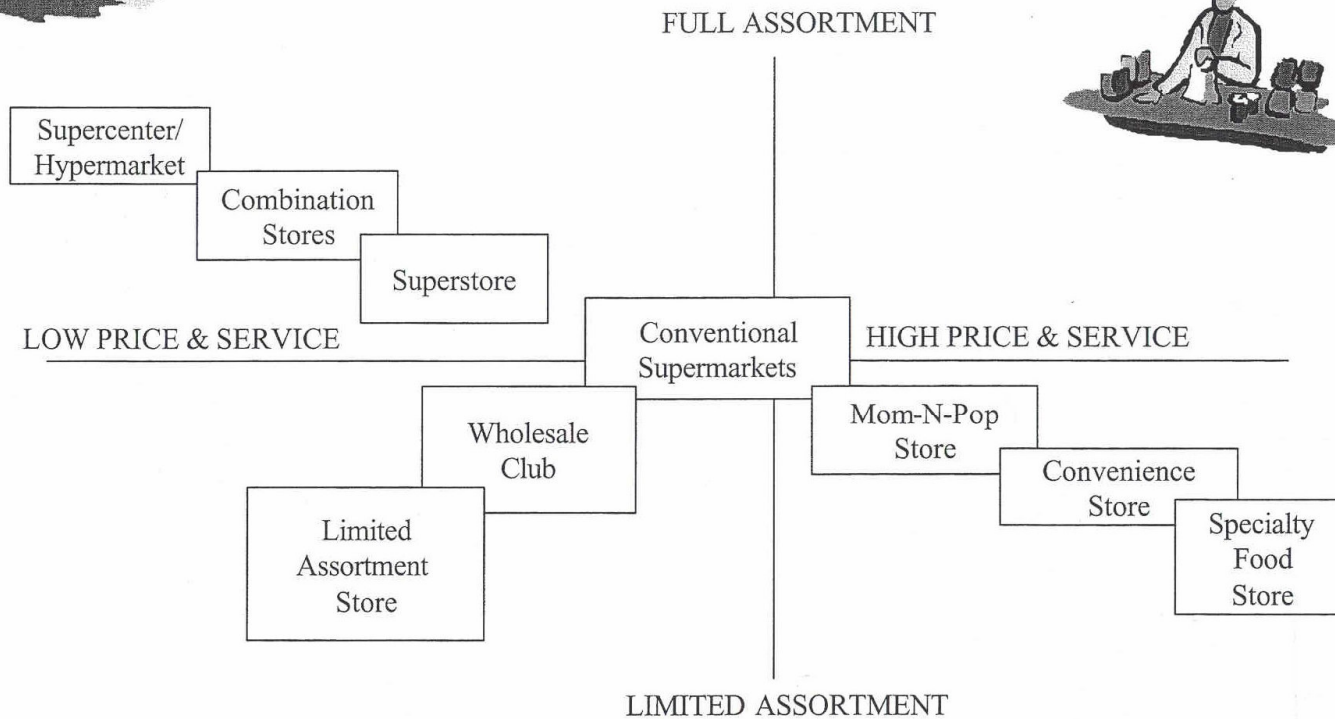 FULL ASSORTMENT
Supercenter/
Hypermarket
Combination
Stores
Superstore
LOW PRICE & SERVICE
Conventional
Supermarkets
HIGH PRICE & SERVICE
Wholesale
Club
Mom-N-Pop
Store
Convenience
Store
Limited
Assortment
Store
Specialty
Food
Store
LIMITED ASSORTMENT